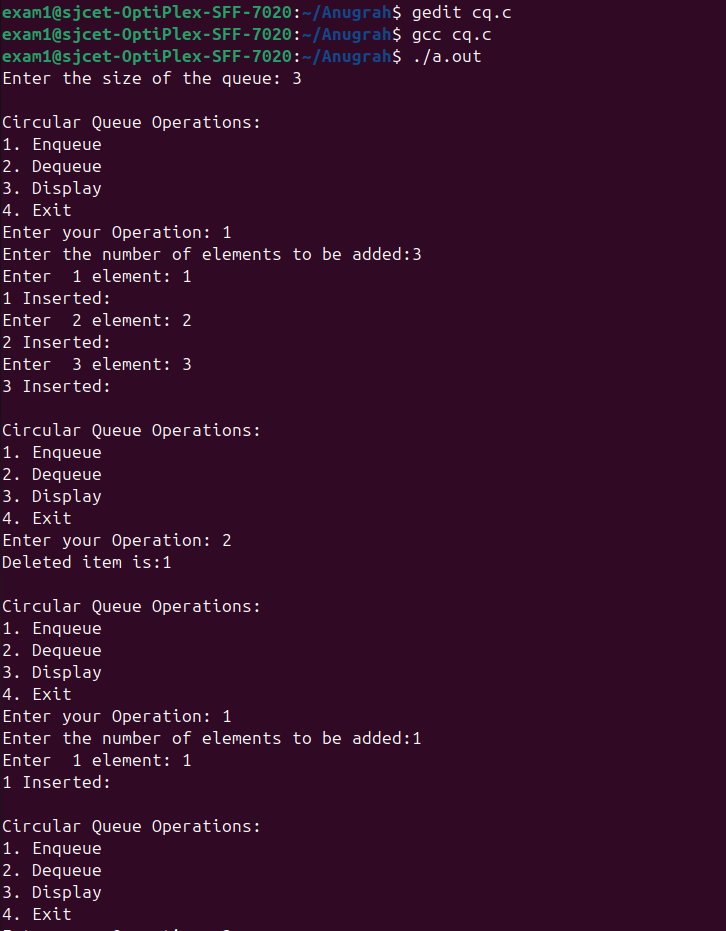 exam1@sjcet-OptiPlex-SFF-7020:~/Anugrah$ gedit cq.c
exam1@sjcet-OptiPlex-SFF-7020:~/Anugrah$ gcc cq.c
exam1@sjcet-OptiPlex-SFF-7020:~/Anugrah$ ./a.out
Enter the size of the queue: 3
Circular Queue Operations:
1. Enqueue
2. Dequeue
3. Display
4. Exit
Enter your Operation: 1
Enter the number of elements to be added:3
Enter  1 element: 1
1 Inserted:
Enter  2 element: 2
2 Inserted:
Enter  3 element: 3
3 Inserted:
Circular Queue Operations:
1. Enqueue
2. Dequeue
3. Display
4. Exit
Enter your Operation: 2
Deleted item is:1
Circular Queue Operations:
1. Enqueue
2. Dequeue
3. Display
4. Exit
Enter your Operation: 1
Enter the number of elements to be added:1
Enter  1 element: 1
1 Inserted:
Circular Queue Operations:
1. Enqueue
2. Dequeue
3. Display
4. Exit